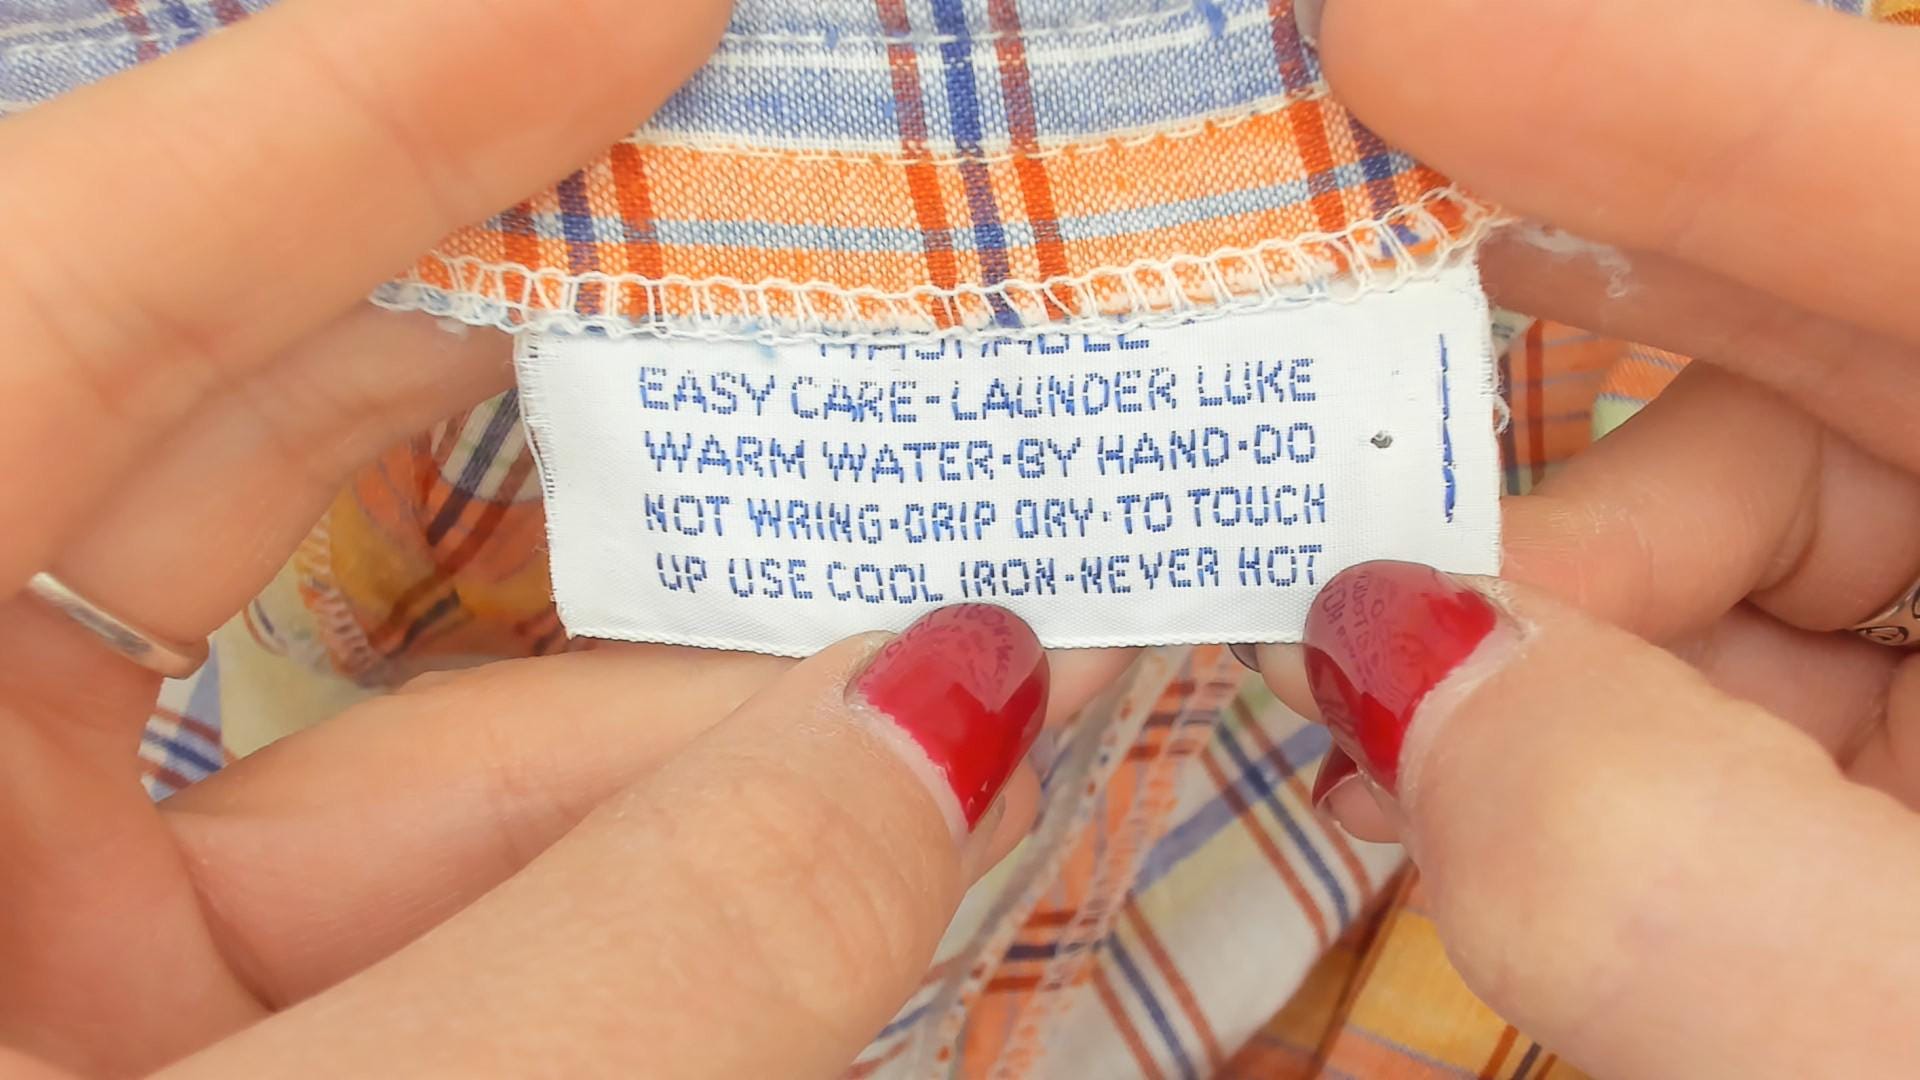 WASHABLE
EASY CARE-LAUNDER LUKE
WARM WATER·BY HAND·DO
NOT WRING·DRIP DRY·TO TOUCH
UP USE COOL IRON·NEVER HOT